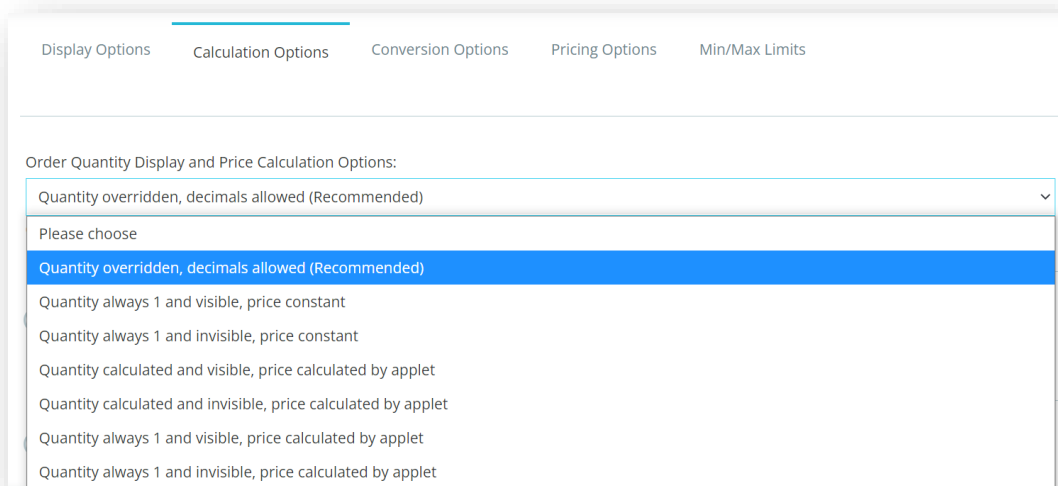 Display Options Calculation Options Conversion Options Pricing Options Min/Max Limits
Order Quantity Display and Price Calculation Options:
Quantity overridden, decimals allowed (Recommended)
Please choose
Quantity overridden, decimals allowed (Recommended)
Quantity always 1 and visible, price constant
Quantity always 1 and invisible, price constant
Quantity calculated and visible, price calculated by applet
Quantity calculated and invisible, price calculated by applet
Quantity always 1 and visible, price calculated by applet
Quantity always 1 and invisible, price calculated by applet